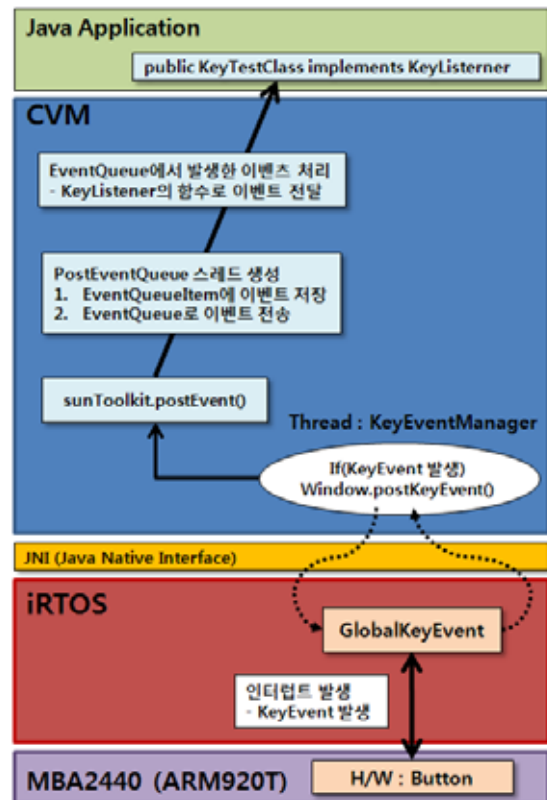 Java Application
public KeyTestClass implements KeyListerner
CVM
EventQueue에서 발생한 이벤츠 처리
- KeyListener의 함수로 이벤트 전달
PostEventQueue 스레드 생성
1. EventQueueItem에 이벤트 저장
2. EventQueue로 이벤트 전송
sunToolkit.postEvent()
Thread : KeyEventManager
If(KeyEvent 발생)
Window.postKeyEvent()
JNI (Java Native Interface)
iRTOS
GlobalKeyEvent
인터럽트 발생
- KeyEvent 발생
MBA2440 (ARM920T)
H/W : Button